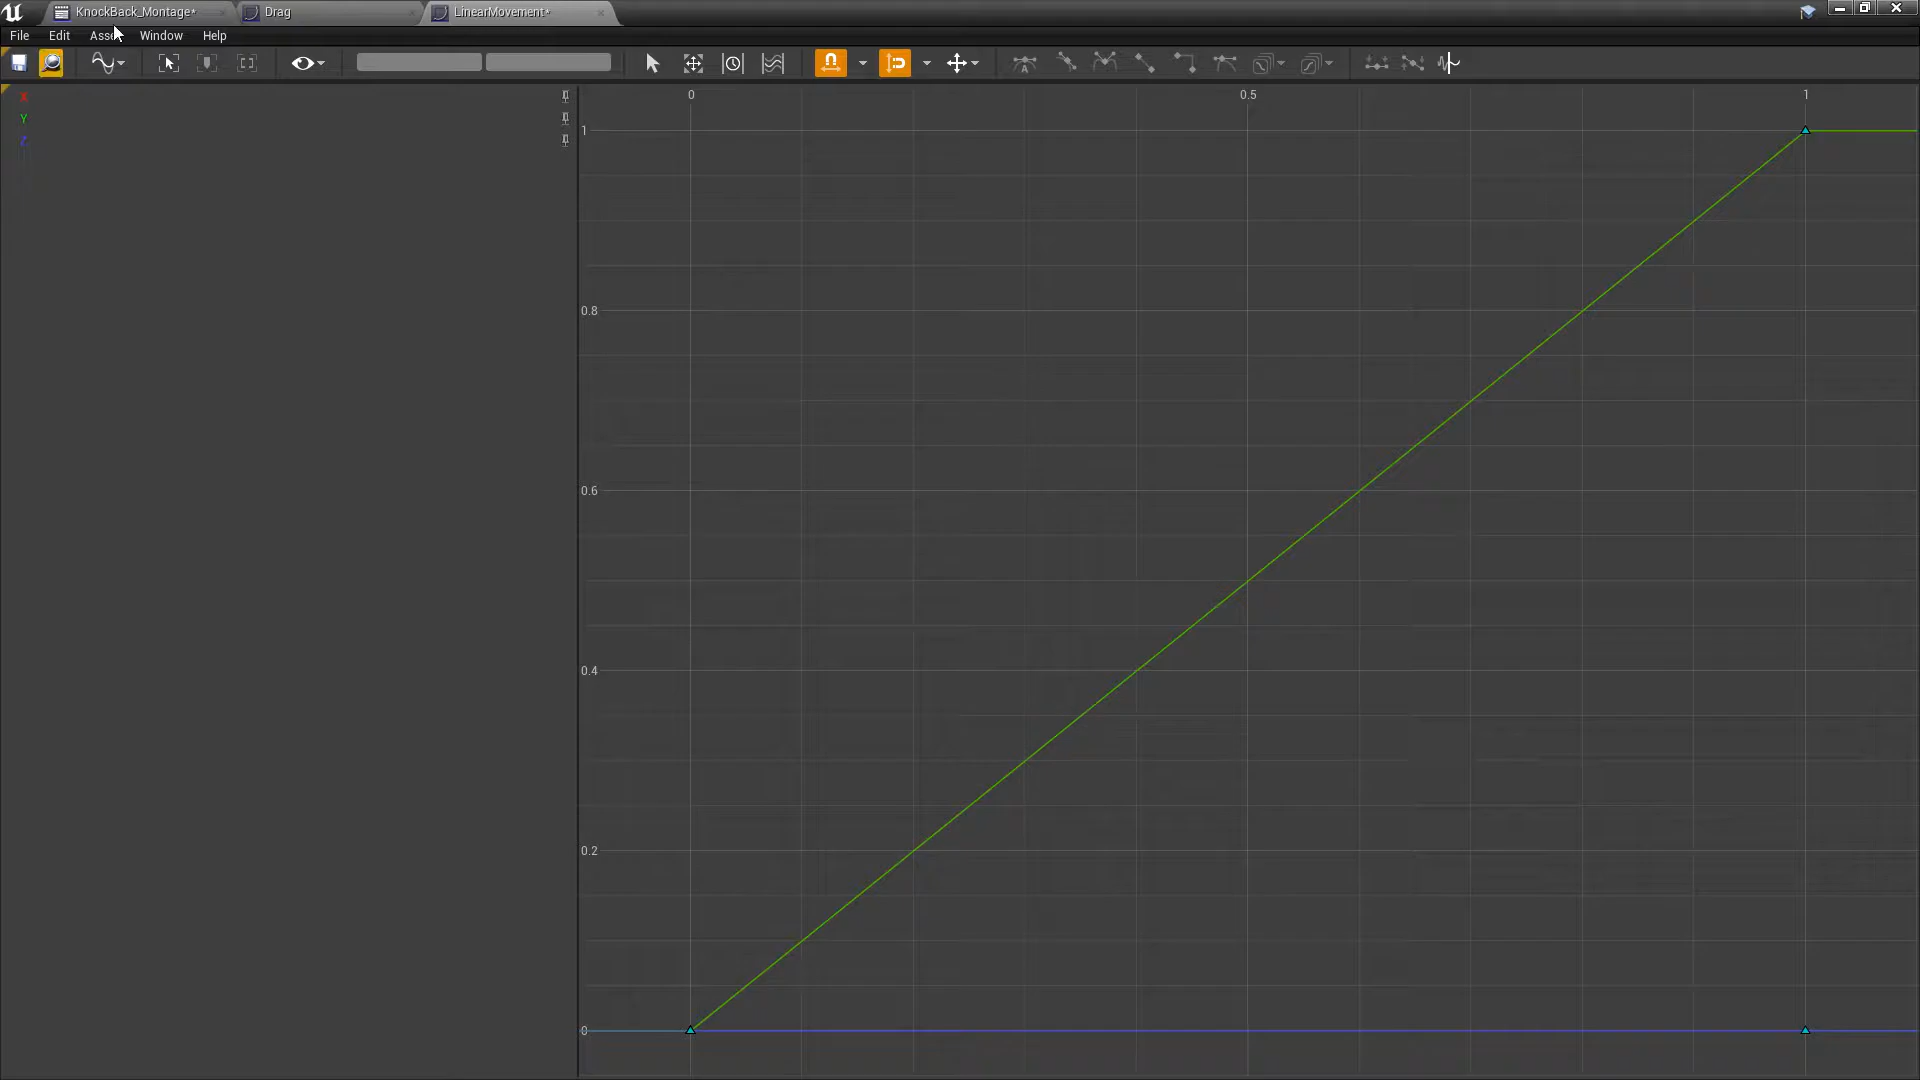 KnockBack_Montage*
Drag
LinearMovement*
File
Edit
Window
Help
X
Y
Z
0
0.5
1
1
0.8
0.6
0.4
0.2
0